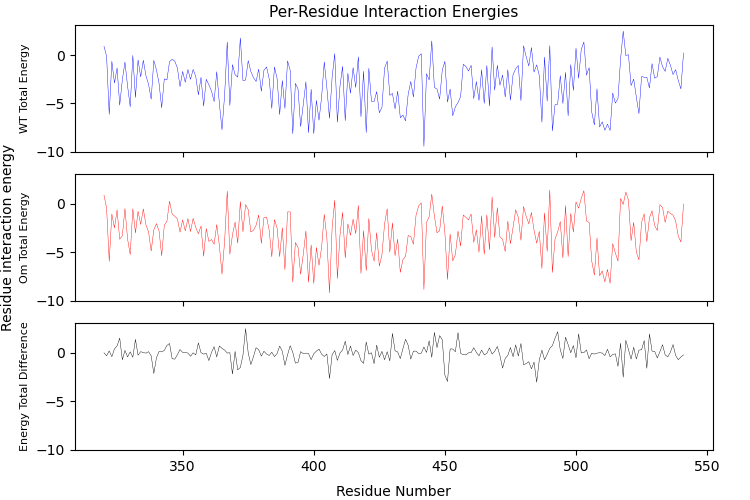 Per-Residue Interaction Energies
Residue interaction energy
WT Total Energy
0
−5
−10
Om Total Energy
0
−5
−10
Energy Total Difference
0
−5
−10
350 400 450 500 550
Residue Number